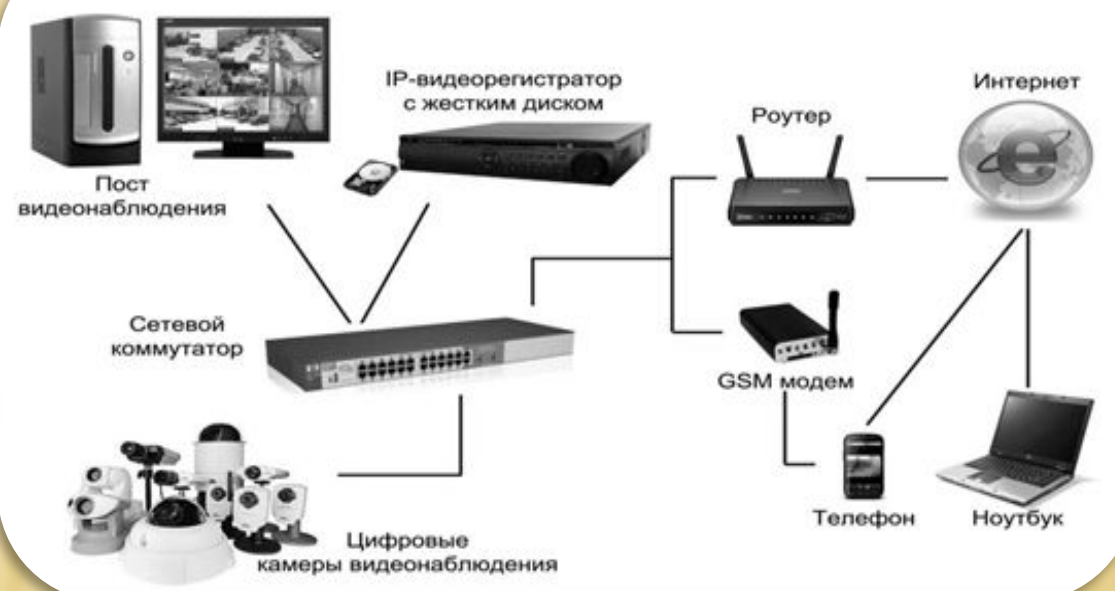 IP-видеорегистратор
с жестким диском
Интернет
Роутер
Пост
видеонаблюдения
Сетевой
коммутатор
GSM модем
Телефон
Ноутбук
Цифровые
камеры видеонаблюдения